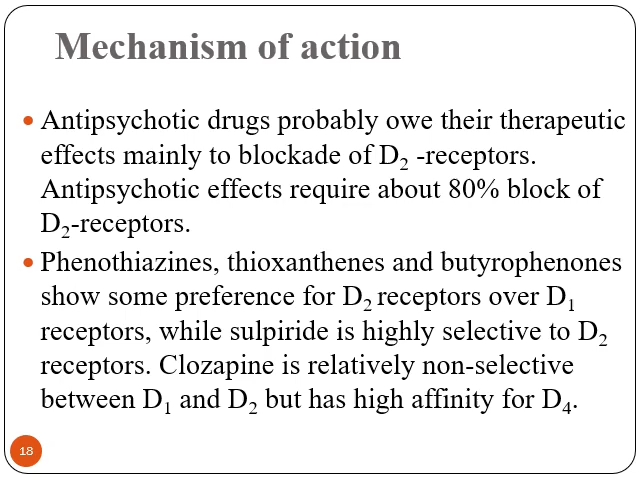 Mechanism of action
• Antipsychotic drugs probably owe their therapeutic
effects mainly to blockade of D₂ -receptors.
Antipsychotic effects require about 80% block of
D₂-receptors.
• Phenothiazines, thioxanthenes and butyrophenones
show some preference for D₂ receptors over D₁
receptors, while sulpiride is highly selective to D₂
receptors. Clozapine is relatively non-selective
between D₁ and D₂ but has high affinity for D₄.
18